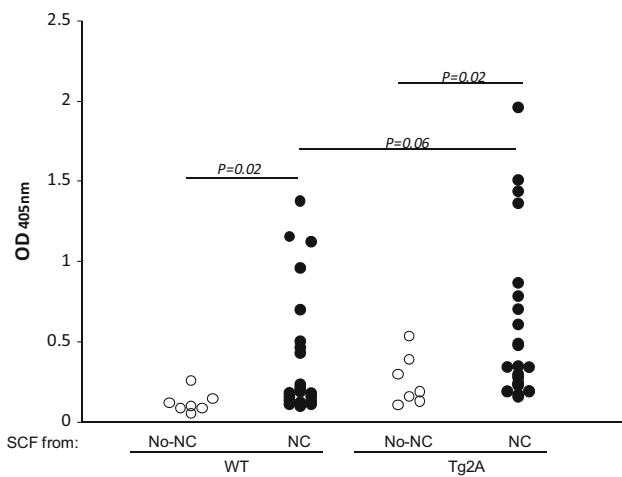 2.5
P=0.02
2
P=0.06
P=0.02
1.5
OD 405nm
1
0.5
0
SCF from: No-NC NC No-NC NC
WT Tg2A